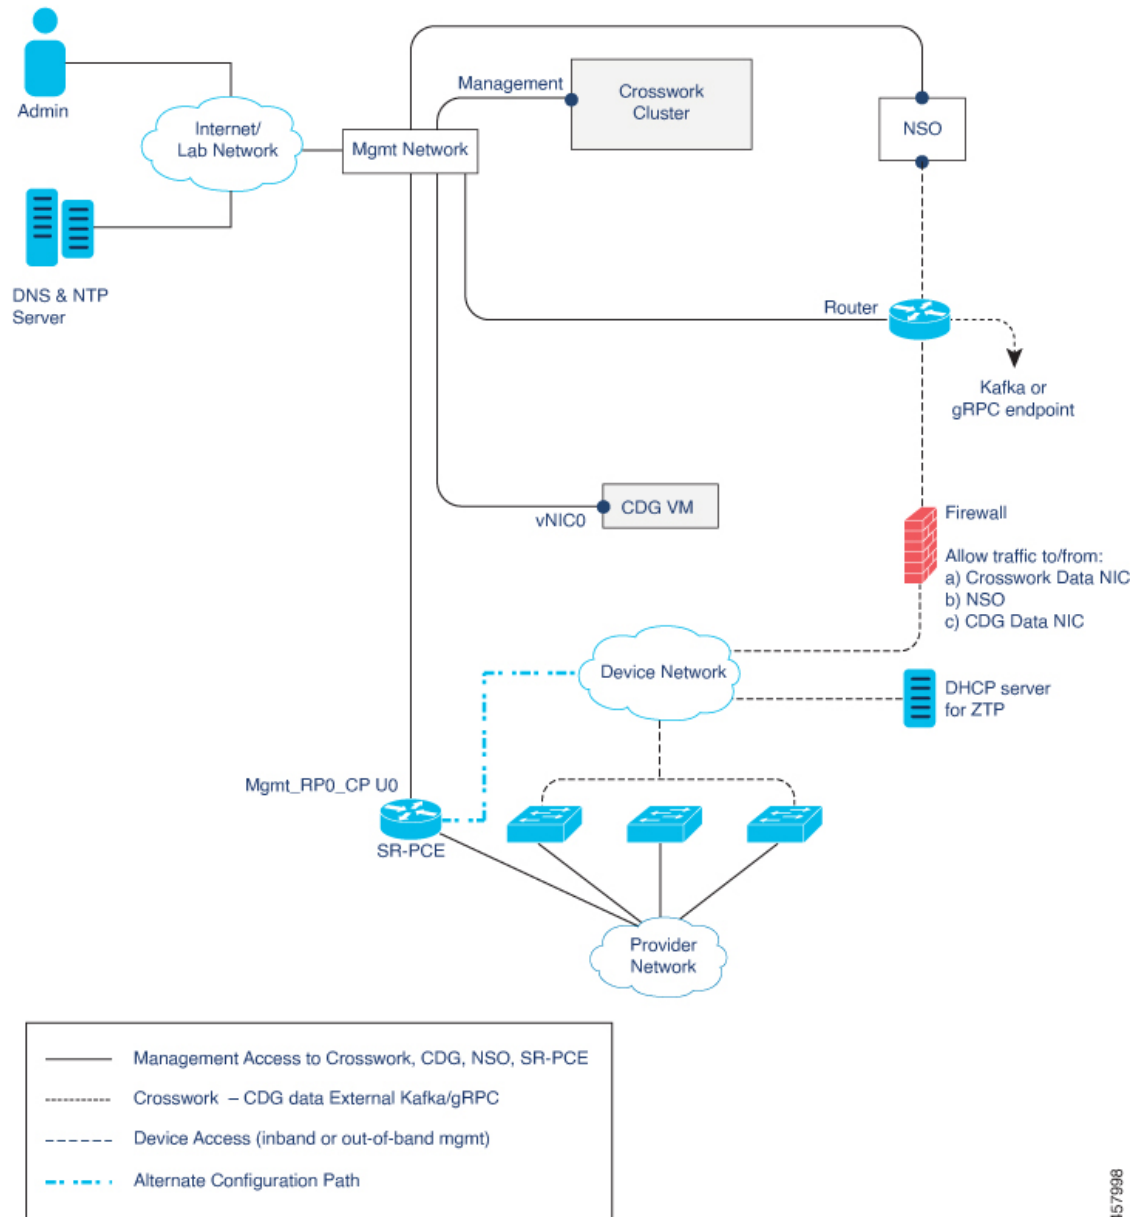 Admin
Internet/
Lab Network
Mgmt Network
Management
Crosswork
Cluster
NSO
DNS & NTP
Server
Router
Kafka or
gRPC endpoint
vNIC0
CDG VM
Firewall
Allow traffic to/from:
a) Crosswork Data NIC
b) NSO
c) CDG Data NIC
Device Network
DHCP server
for ZTP
Mgmt_RP0_CP U0
SR-PCE
Provider
Network
Management Access to Crosswork, CDG, NSO, SR-PCE
Crosswork – CDG data External Kafka/gRPC
Device Access (inband or out-of-band mgmt)
Alternate Configuration Path
457998